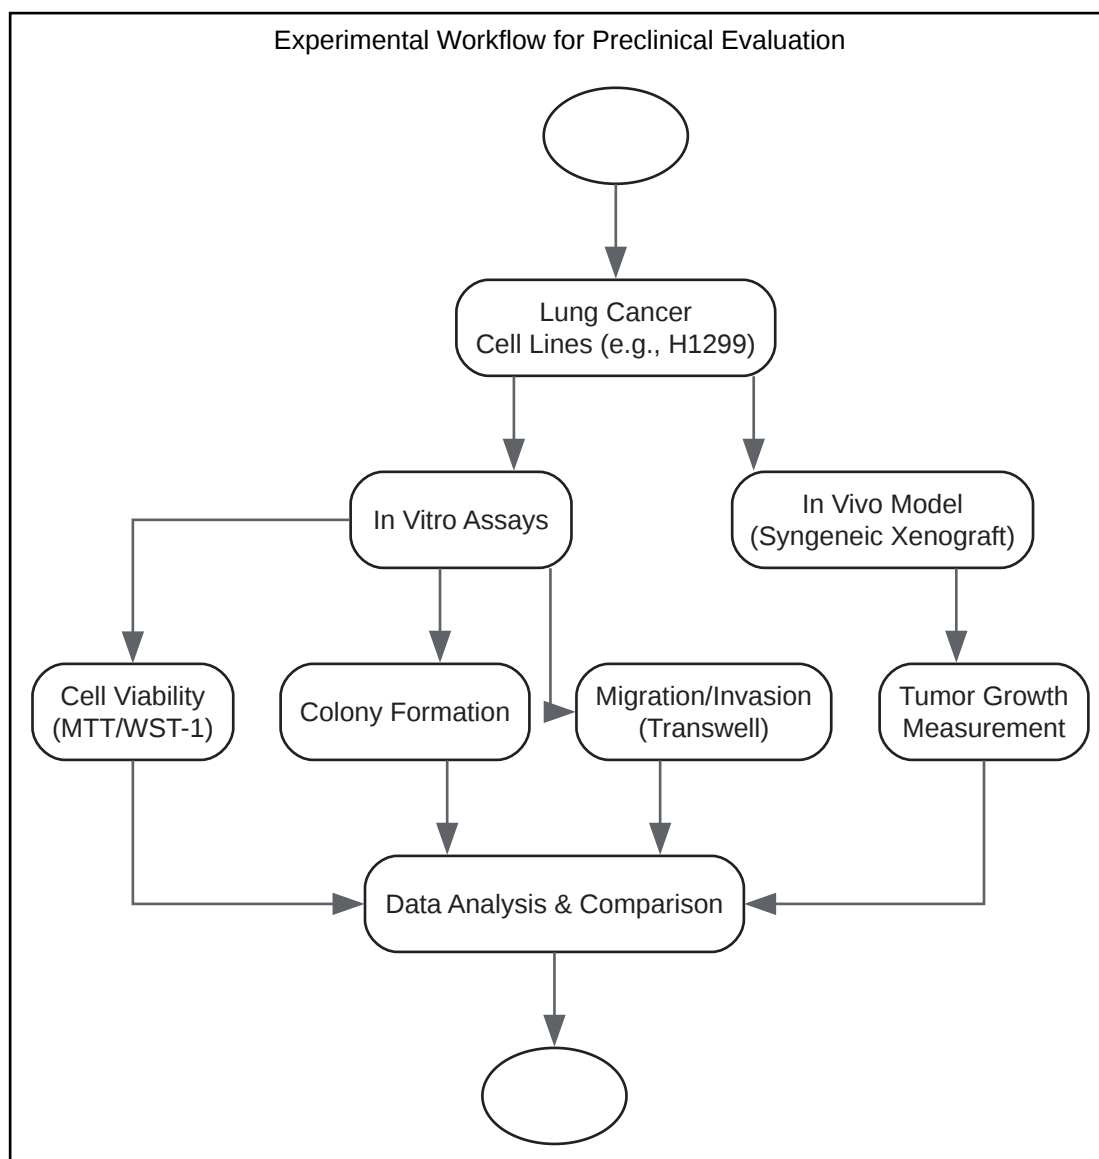 Experimental Workflow for Preclinical Evaluation
Lung Cancer
Cell Lines (e.g., H1299)
In Vitro Assays
In Vivo Model
(Syngeneic Xenograft)
Cell Viability
(MTT/WST-1)
Colony Formation
Migration/Invasion
(Transwell)
Tumor Growth
Measurement
Data Analysis & Comparison